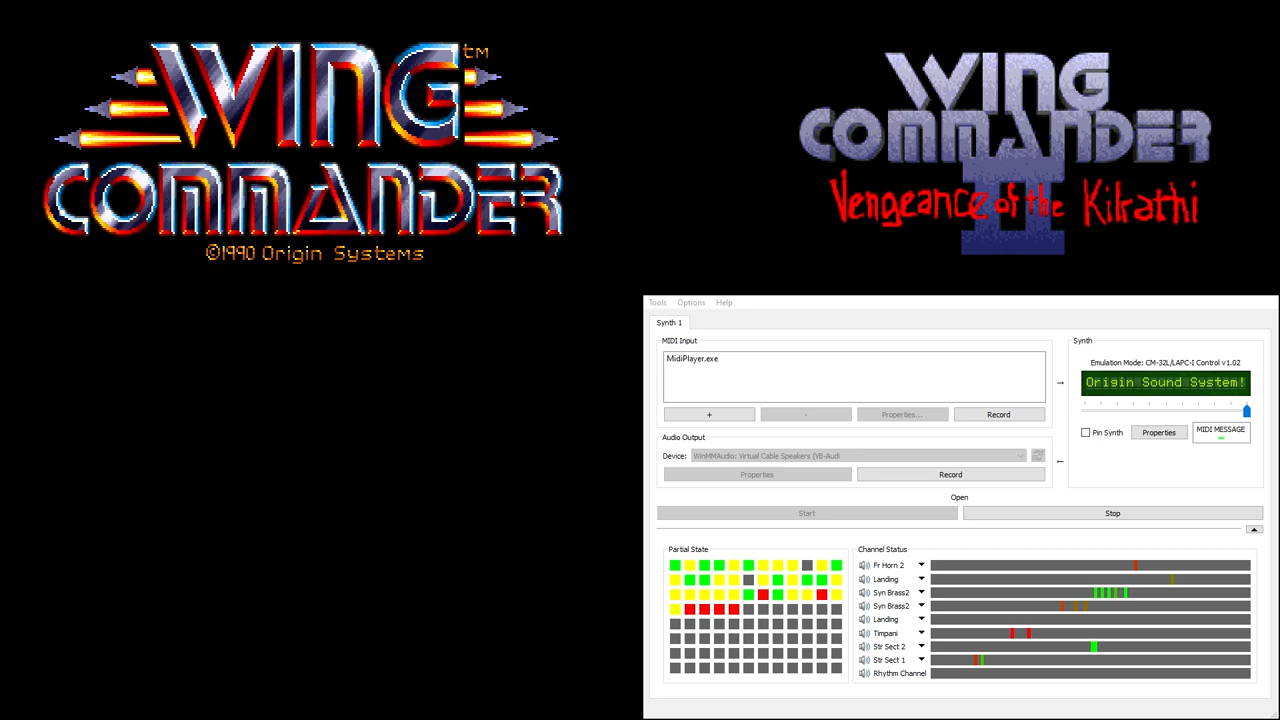 WING™
COMMANDER
©1990 Origin Systems
WING
COMMANDER
II
Vengeance of the Kilrathi
Tools Options Help
Synth 1
MIDI Input
MidiPlayer.exe
+ - Properties... Record
Audio Output
Device: WinMMAudio: Virtual Cable Speakers (VB-Audi
Properties Record
Synth
Emulation Mode: CM-32L/LAPC-I Control v1.02
Origin Sound System!
Pin Synth Properties MIDI MESSAGE
Open
Start Stop
Partial State
Channel Status
Fr Horn 2
Landing
Syn Brass2
Syn Brass2
Landing
Timpani
Str Sect 2
Str Sect 1
Rhythm Channel